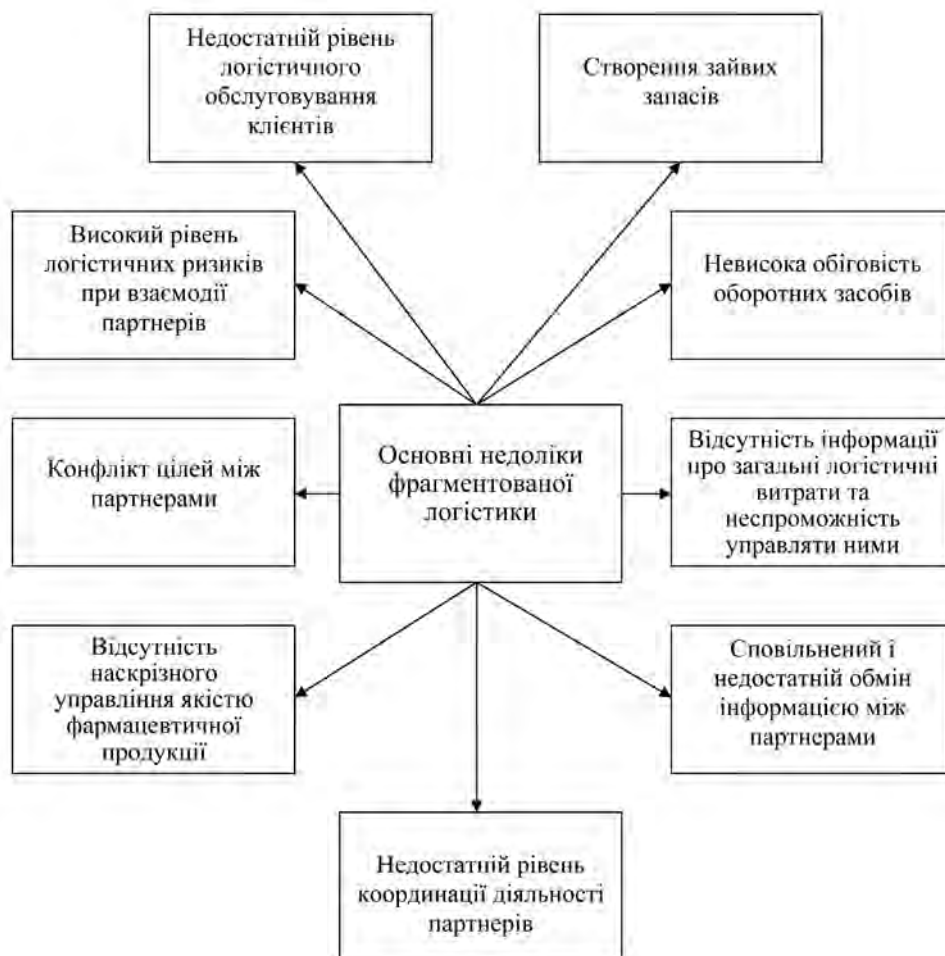 Недостатній рівень
логістичного
обслуговування
клієнтів
Створення зайвих
запасів
Високий рівень
логістичних ризиків
при взаємодії
партнерів
Невисока обіговість
оборотних засобів
Конфлікт цілей між
партнерами
Основні недоліки
фрагментованої
логістики
Відсутність інформації
про загальні логістичні
витрати та
неспроможність
управляти ними
Відсутність
наскрізного
управління якістю
фармацевтичної
продукції
Сповільнений і
недостатній обмін
інформацією між
партнерами
Недостатній рівень
координації діяльності
партнерів